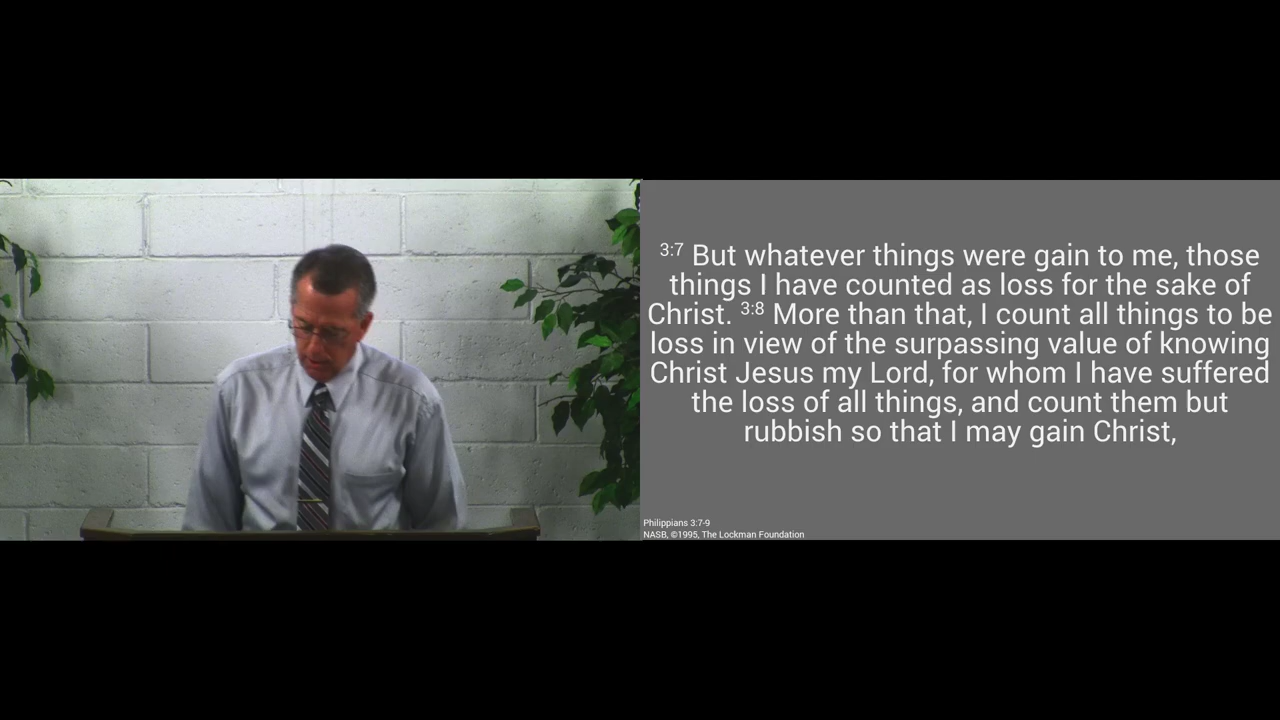 3:7 But whatever things were gain to me, those
things I have counted as loss for the sake of
Christ. 3:8 More than that, I count all things to be
loss in view of the surpassing value of knowing
Christ Jesus my Lord, for whom I have suffered
the loss of all things, and count them but
rubbish so that I may gain Christ,
Philippians 3:7-9
NASB, ©1995, The Lockman Foundation